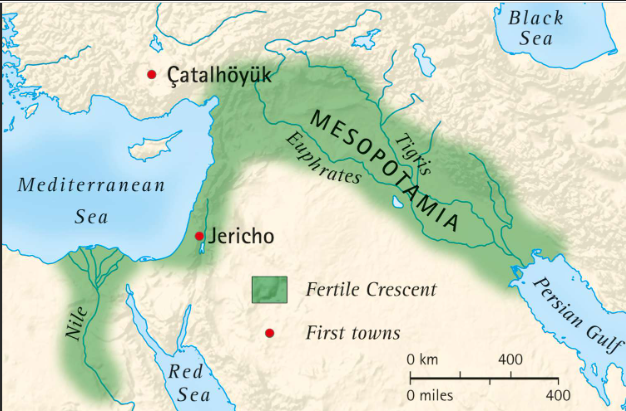 Black
Sea
Çatalhöyük
MESOPOTAMIA
Tigris
Euphrates
Mediterranean
Sea
Jericho
Fertile Crescent
Persian Gulf
Nile
First towns
Red
Sea
0 km 400
0 miles 400